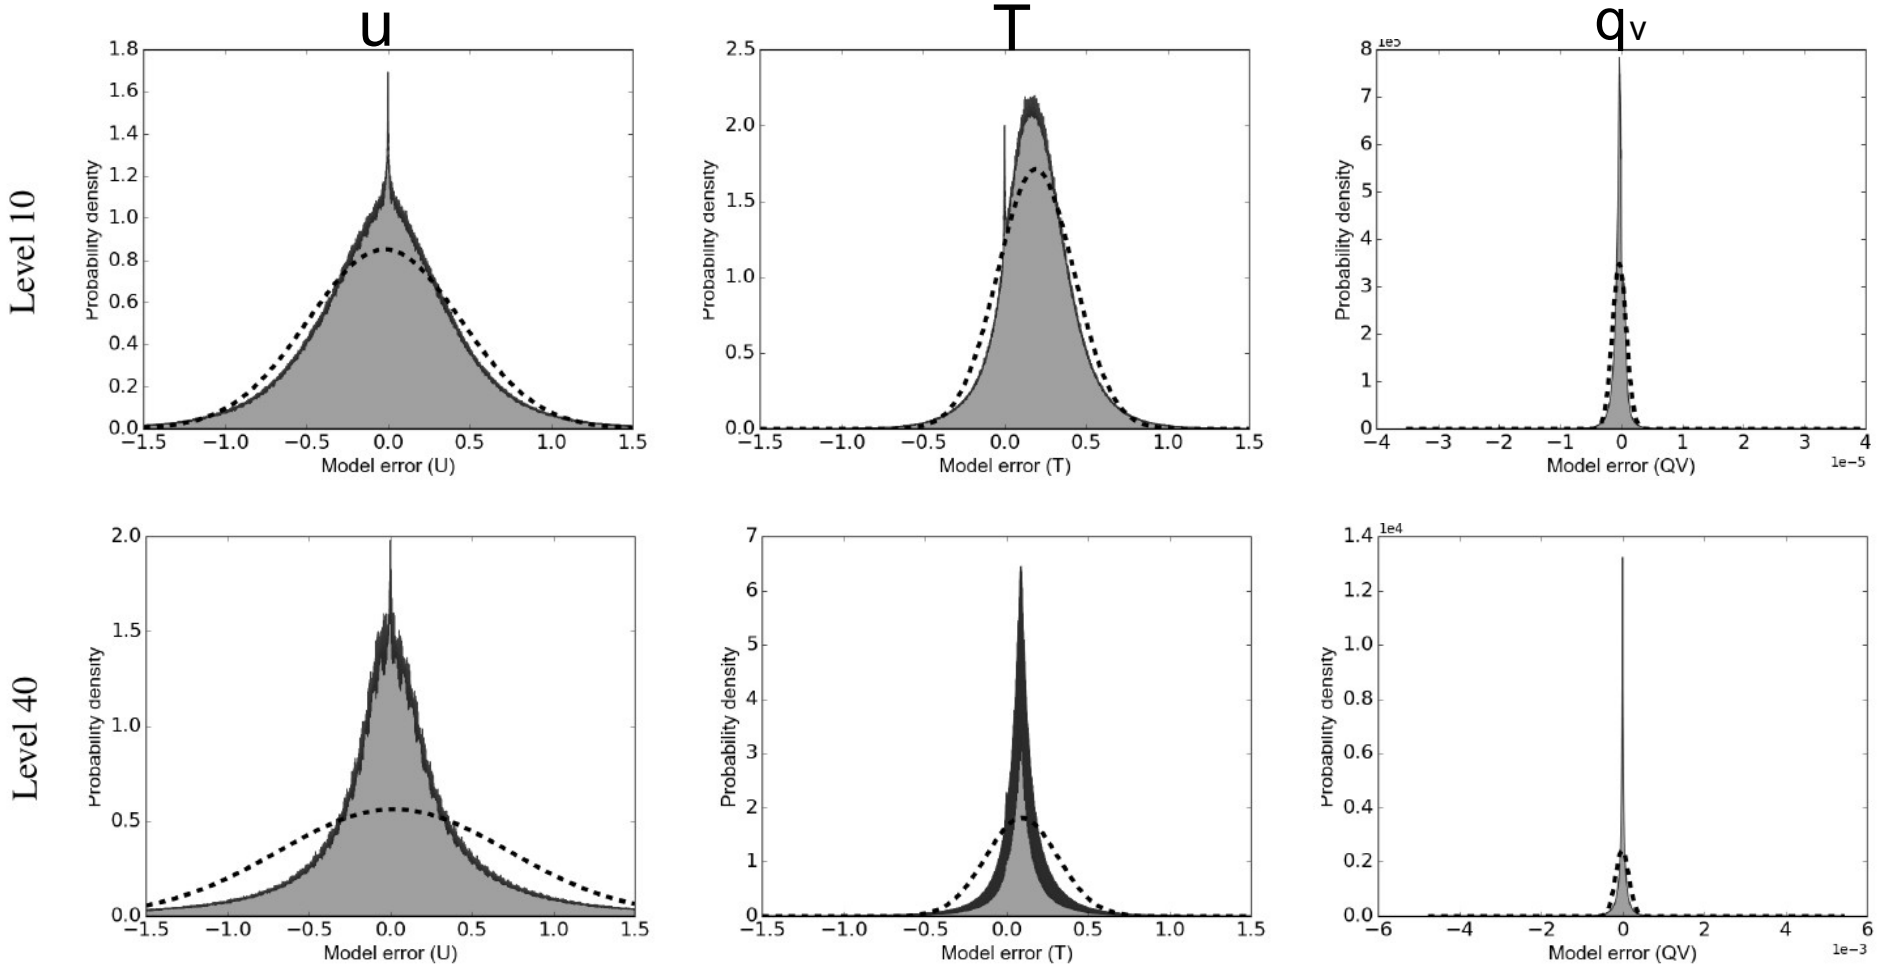 u
T
qv
Level 10
Probability density
1.8
1.6
1.4
1.2
1.0
0.8
0.6
0.4
0.2
0.0
−1.5 −1.0 −0.5 0.0 0.5 1.0 1.5
Model error (U)
Probability density
2.5
2.0
1.5
1.0
0.5
0.0
−1.5 −1.0 −0.5 0.0 0.5 1.0 1.5
Model error (T)
Probability density
1e5
8
7
6
5
4
3
2
1
0
−4 −3 −2 −1 0 1 2 3 4
1e−5
Model error (QV)
Level 40
Probability density
2.0
1.5
1.0
0.5
0.0
−1.5 −1.0 −0.5 0.0 0.5 1.0 1.5
Model error (U)
Probability density
7
6
5
4
3
2
1
0
−1.5 −1.0 −0.5 0.0 0.5 1.0 1.5
Model error (T)
Probability density
1e4
1.4
1.2
1.0
0.8
0.6
0.4
0.2
0.0
−6 −4 −2 0 2 4 6
1e−3
Model error (QV)